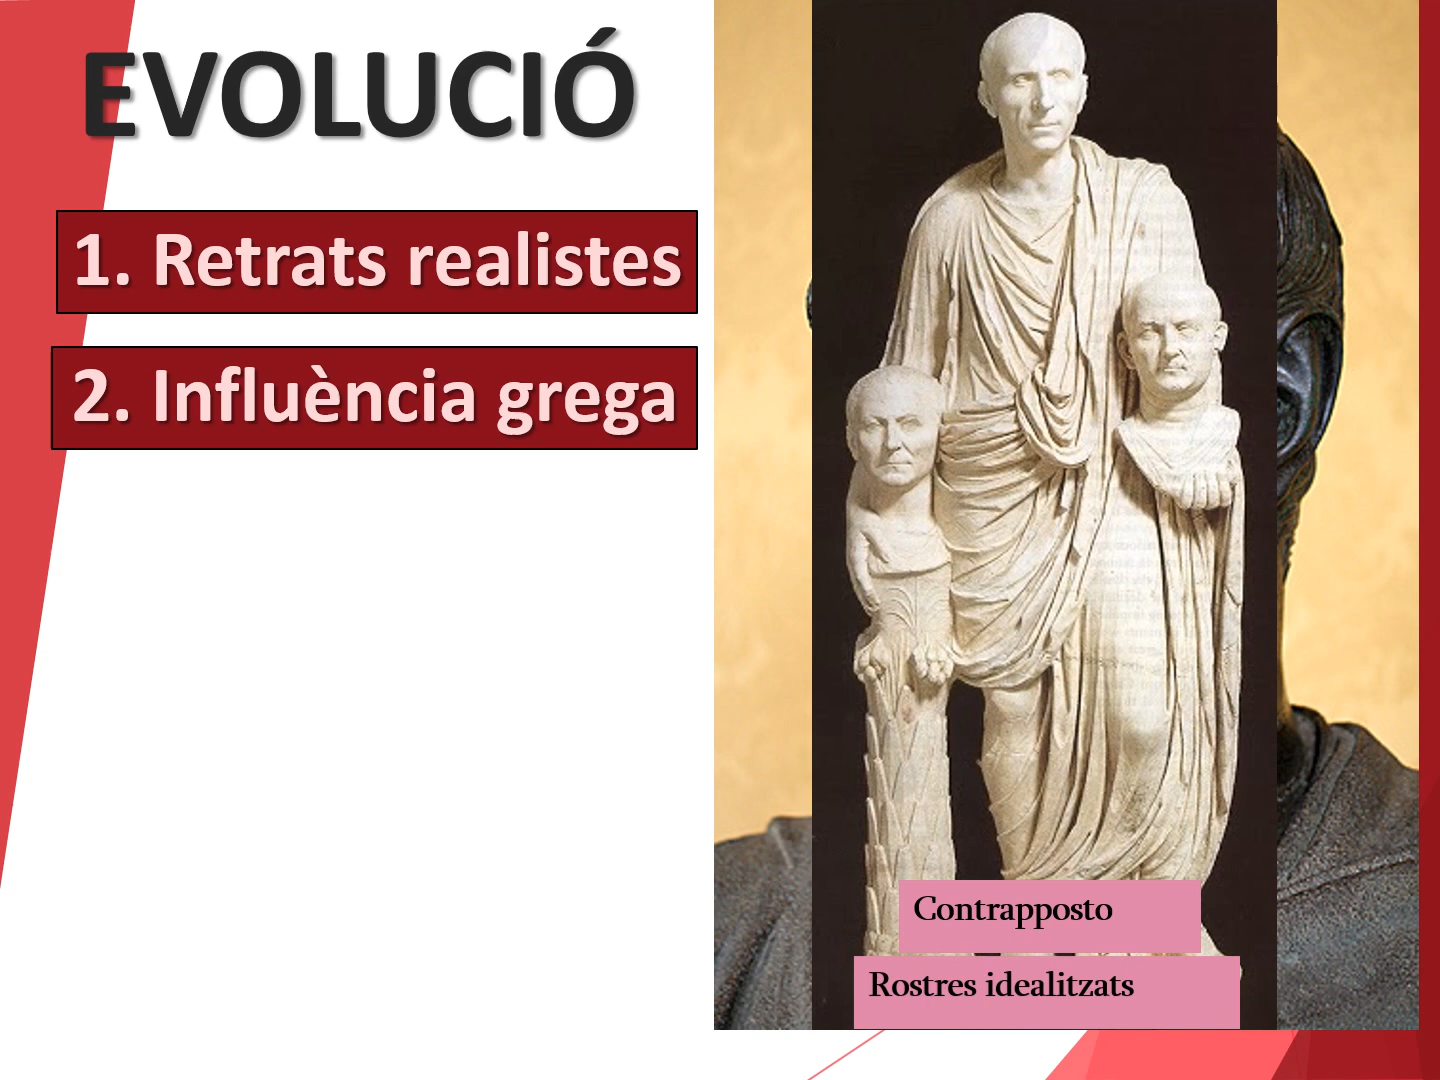 EVOLUCIÓ
1. Retrats realistes
2. Influència grega
Contrapposto
Rostres idealitzats